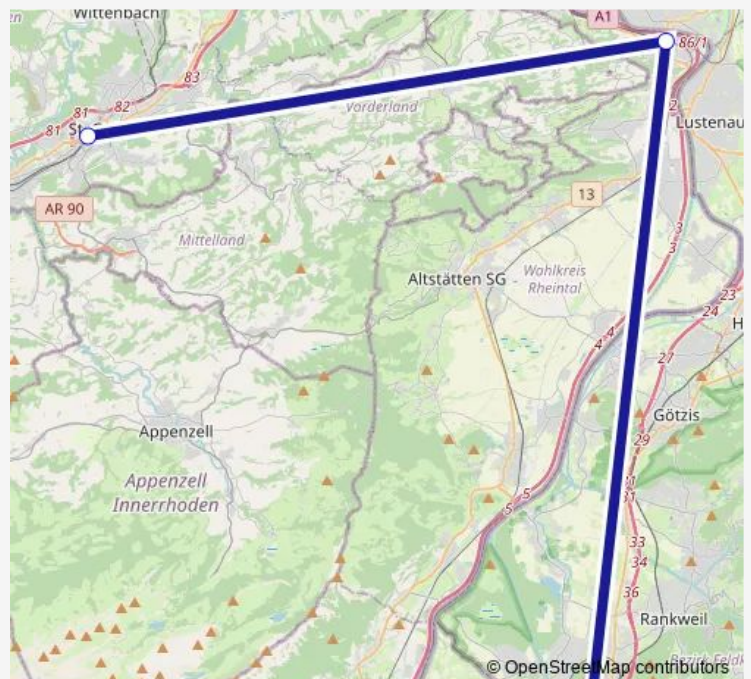 Wittenbach
A1
86/1
83
82
81
81
Vorderland
2
Lustenau
AR 90
13
Mittelland
3
3
Altstätten SG
Wahlkreis
Rheintal
23
24
4
4
27
Götzis
Appenzell
29
Appenzell
Innerrhoden
5
5
31
33
34
36
Rankweil
© OpenStreetMap contributors